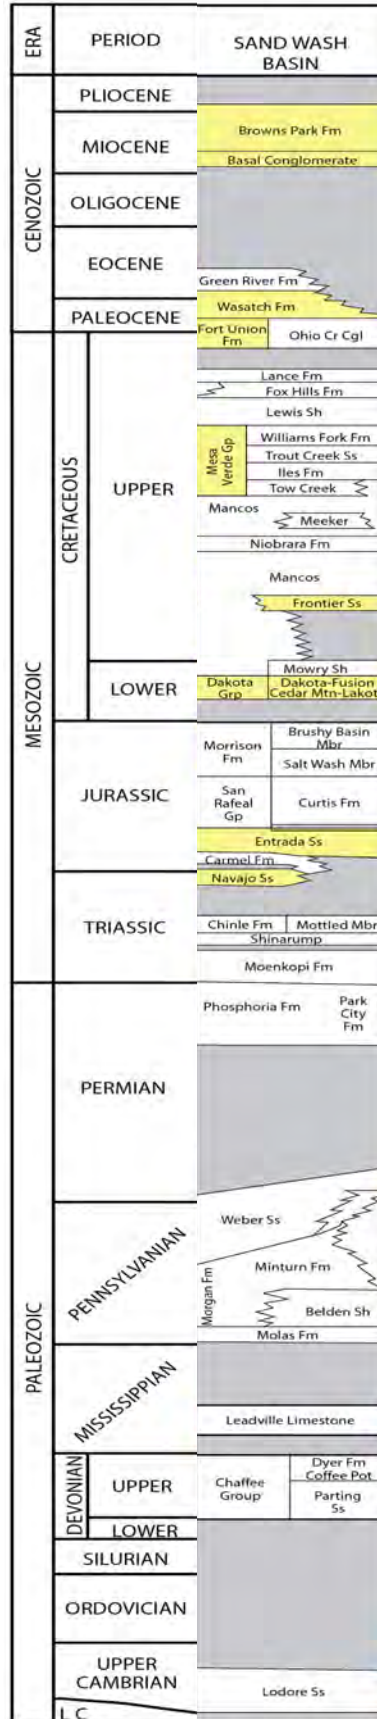 ERA
PERIOD
SAND WASH
BASIN
CENOZOIC
PLIOCENE
MIOCENE
Browns Park Fm
Basal Conglomerate
OLIGOCENE
EOCENE
Green River Fm
Wasatch Fm
PALEOCENE
Fort Union
Fm
Ohio Cr Cgl
MESOZOIC
CRETACEOUS
UPPER
Lance Fm
Fox Hills Fm
Lewis Sh
Mesa
Verde Gp
Williams Fork Fm
Trout Creek Ss
Iles Fm
Tow Creek
Mancos
Meeker
Niobrara Fm
Mancos
Frontier Ss
LOWER
Mowry Sh
Dakota
Grp
Dakota-Fusion
Cedar Mtn-Lakot
JURASSIC
Morrison
Fm
Brushy Basin
Mbr
Salt Wash Mbr
San
Rafeal
Gp
Curtis Fm
Entrada Ss
Carmel Fm
Navajo Ss
TRIASSIC
Chinle Fm
Mottled Mbr
Shinarump
Moenkopi Fm
PALEOZOIC
PERMIAN
Phosphoria Fm
Park
City
Fm
PENNSYLVANIAN
Weber Ss
Morgan Fm
Minturn Fm
Belden Sh
Molas Fm
MISSISSIPPIAN
Leadville Limestone
DEVONIAN
UPPER
Chaffee
Group
Dyer Fm
Coffee Pot
Parting
Ss
LOWER
SILURIAN
ORDOVICIAN
UPPER
CAMBRIAN
Lodore Ss
L C